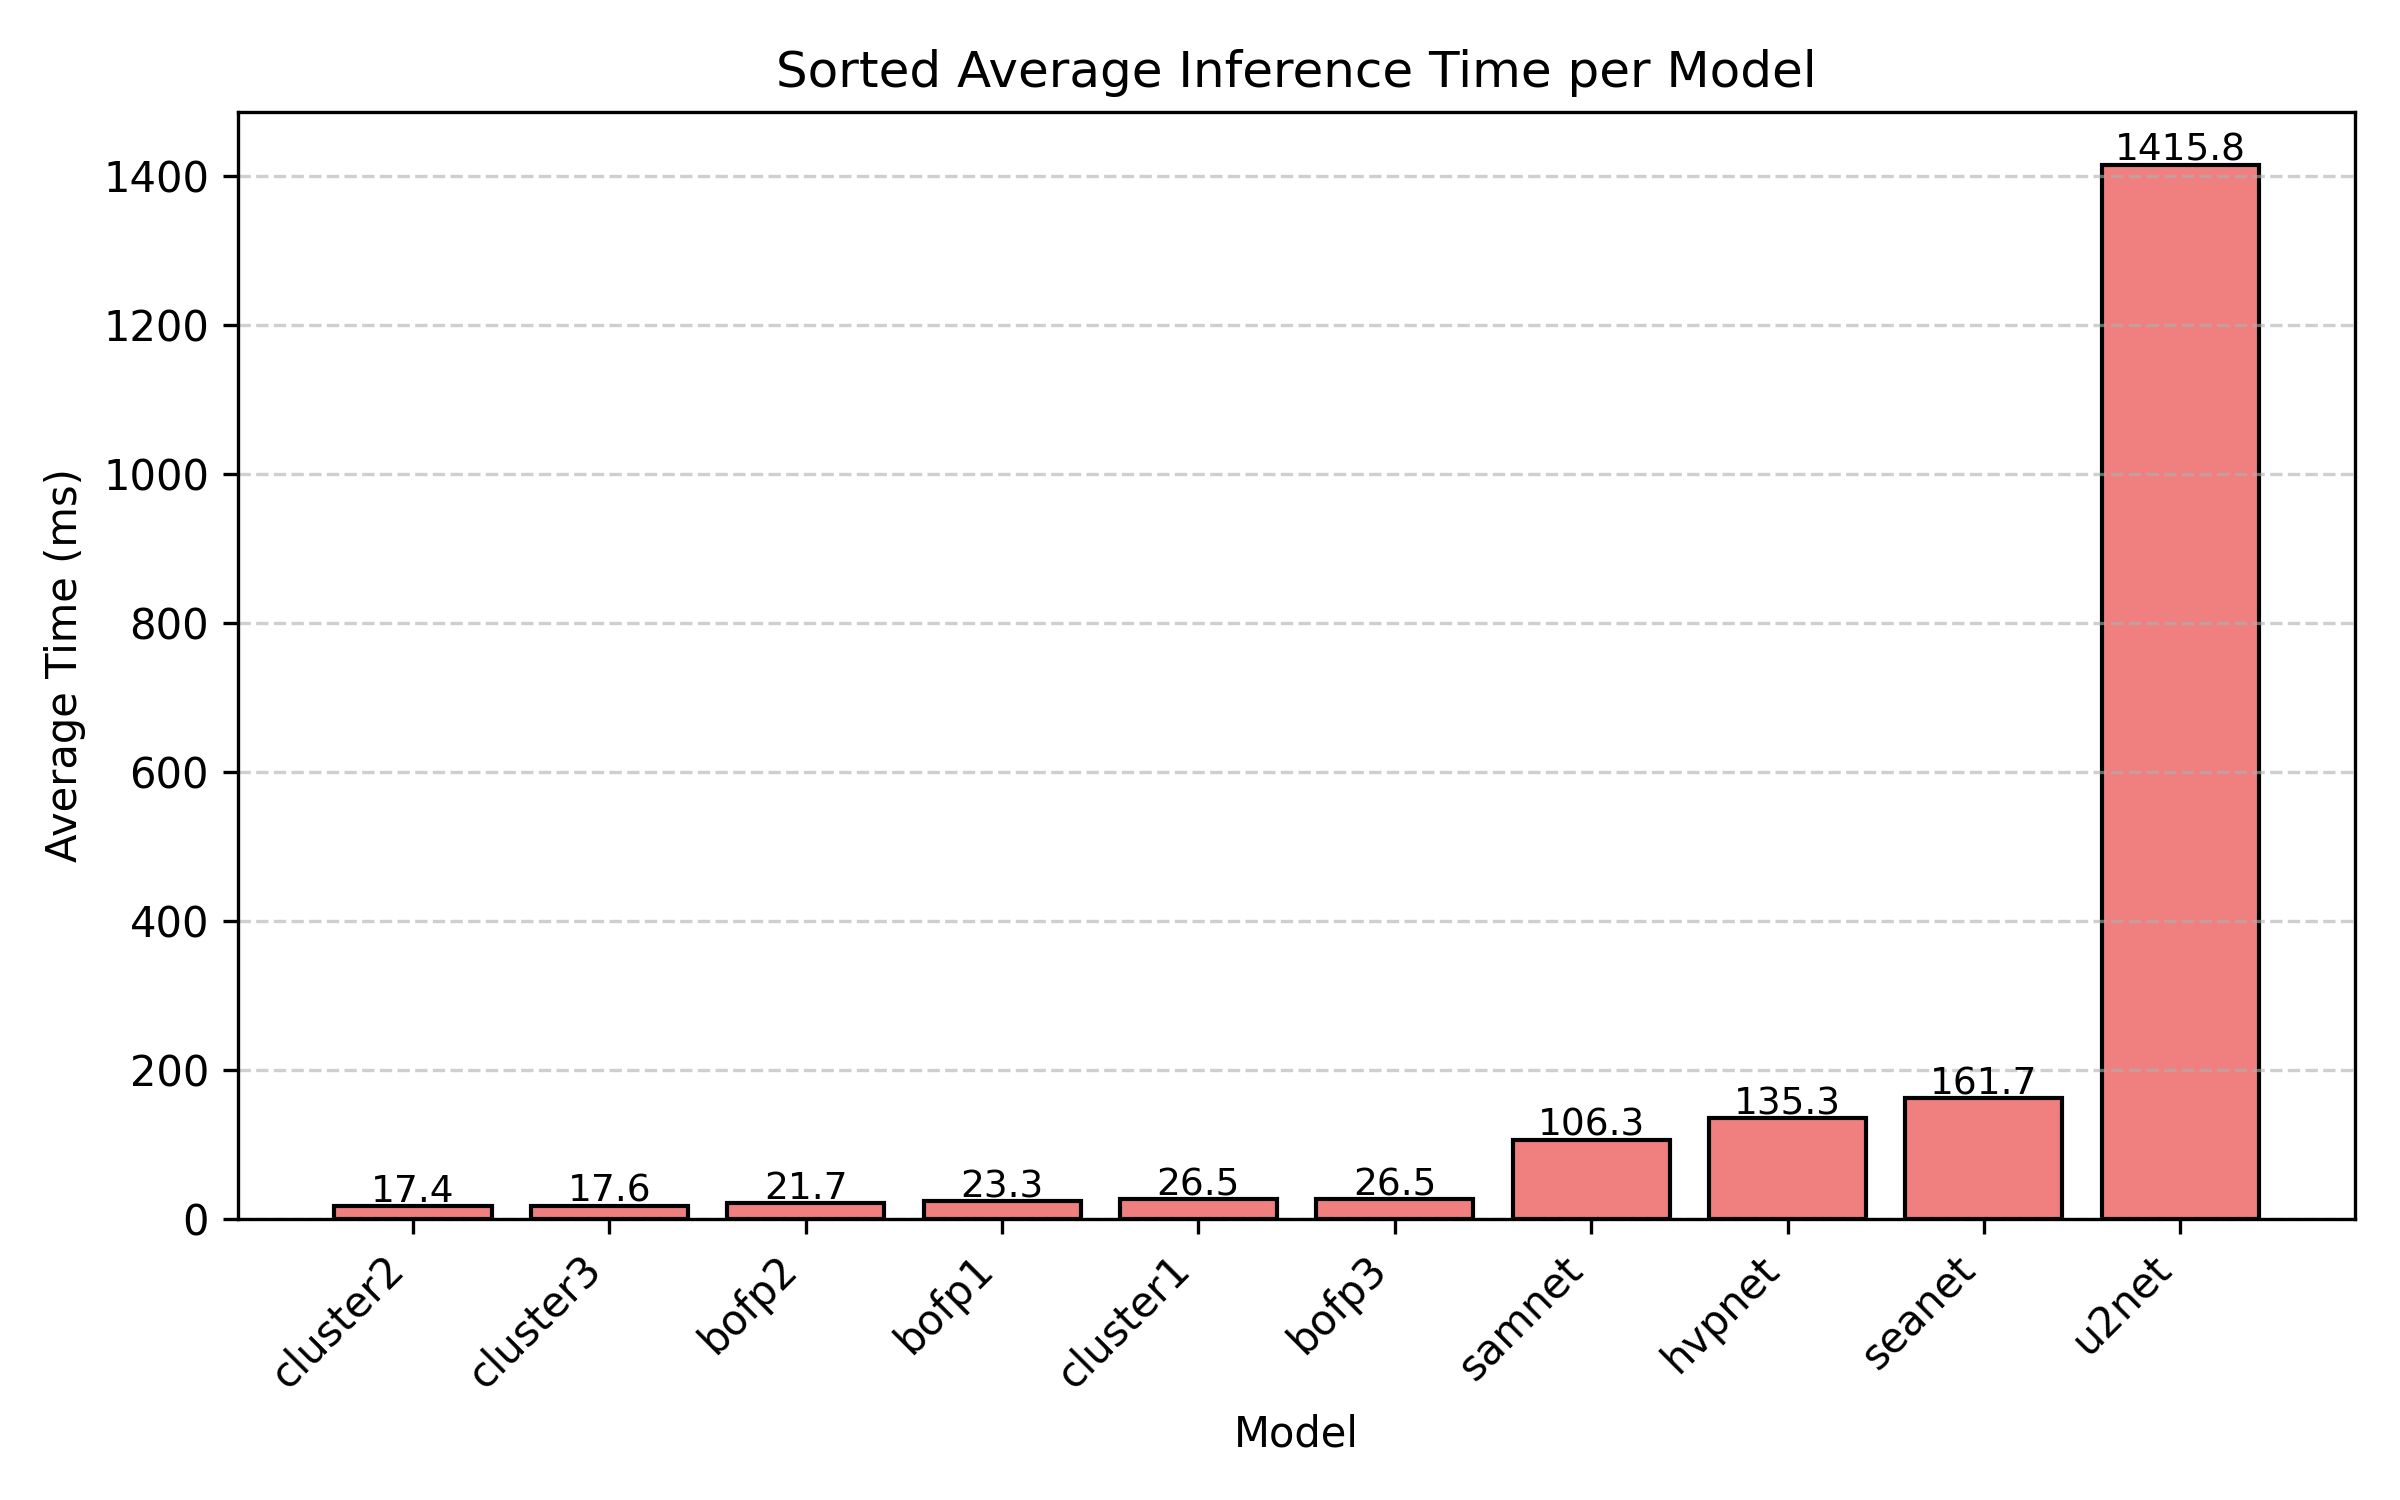 Sorted Average Inference Time per Model
Average Time (ms)
1400
1200
1000
800
600
400
200
0
17.4
17.6
21.7
23.3
26.5
26.5
106.3
135.3
161.7
1415.8
cluster2
cluster3
bofp2
bofp1
cluster1
bofp3
samnet
hvpnet
seanet
u2net
Model